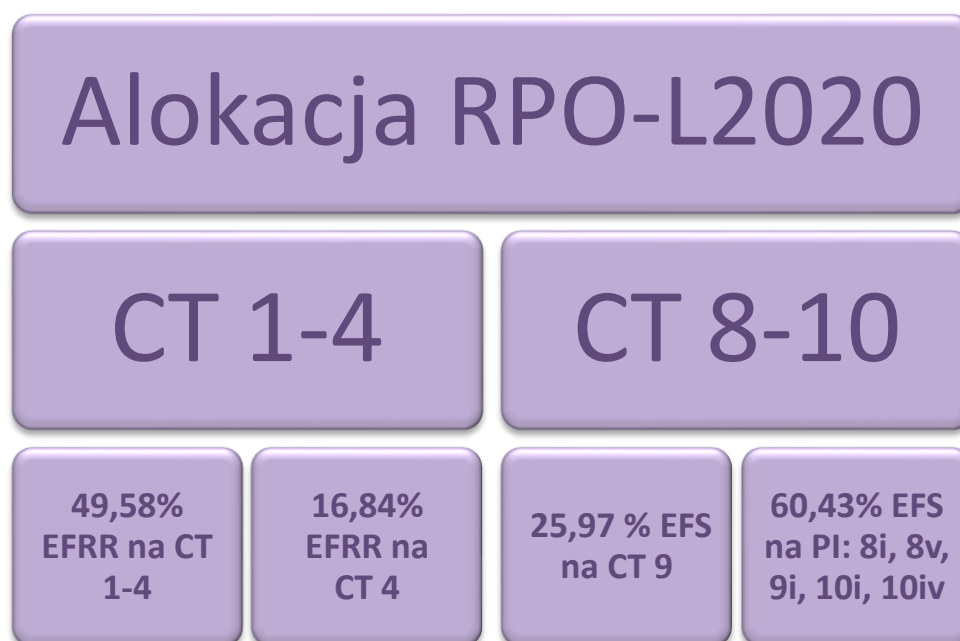 Alokacja RPO-L2020
CT 1-4
CT 8-10
49,58%
EFRR na CT
1-4
16,84%
EFRR na
CT 4
25,97 % EFS
na CT 9
60,43% EFS
na PI: 8i, 8v,
9i, 10i, 10iv